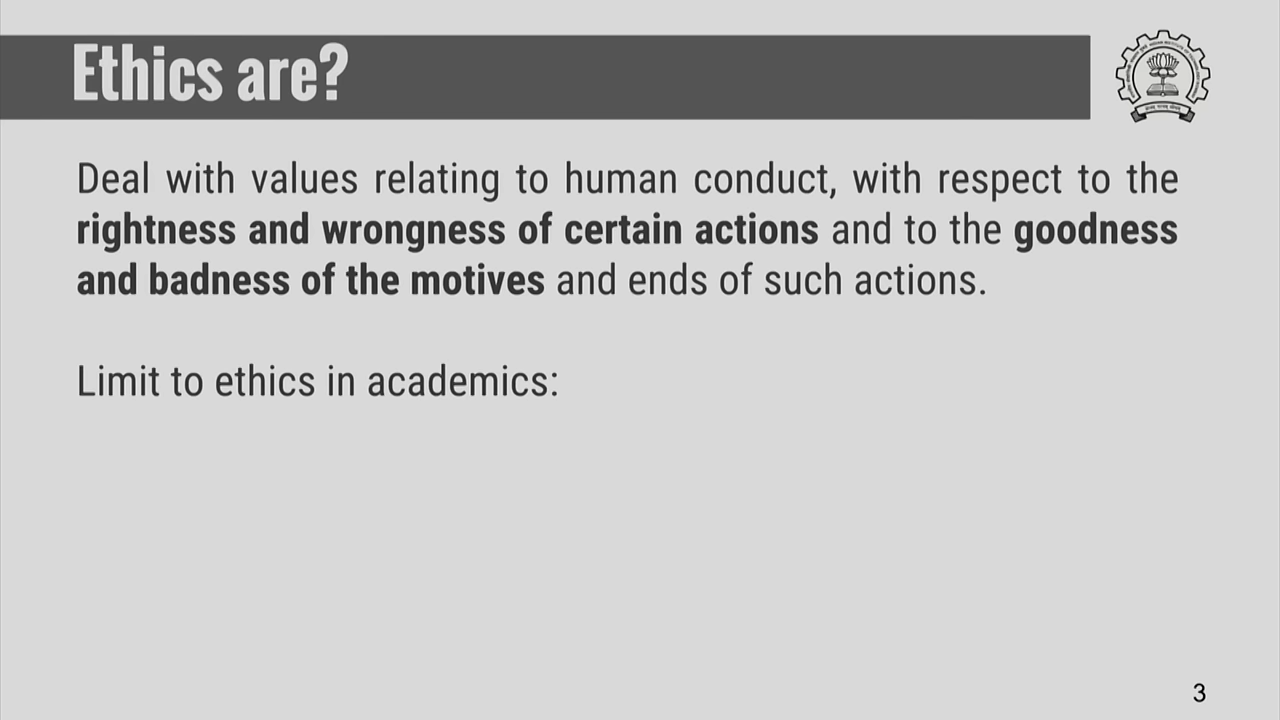 Ethics are?
Deal with values relating to human conduct, with respect to the
rightness and wrongness of certain actions and to the goodness
and badness of the motives and ends of such actions.
Limit to ethics in academics:
3